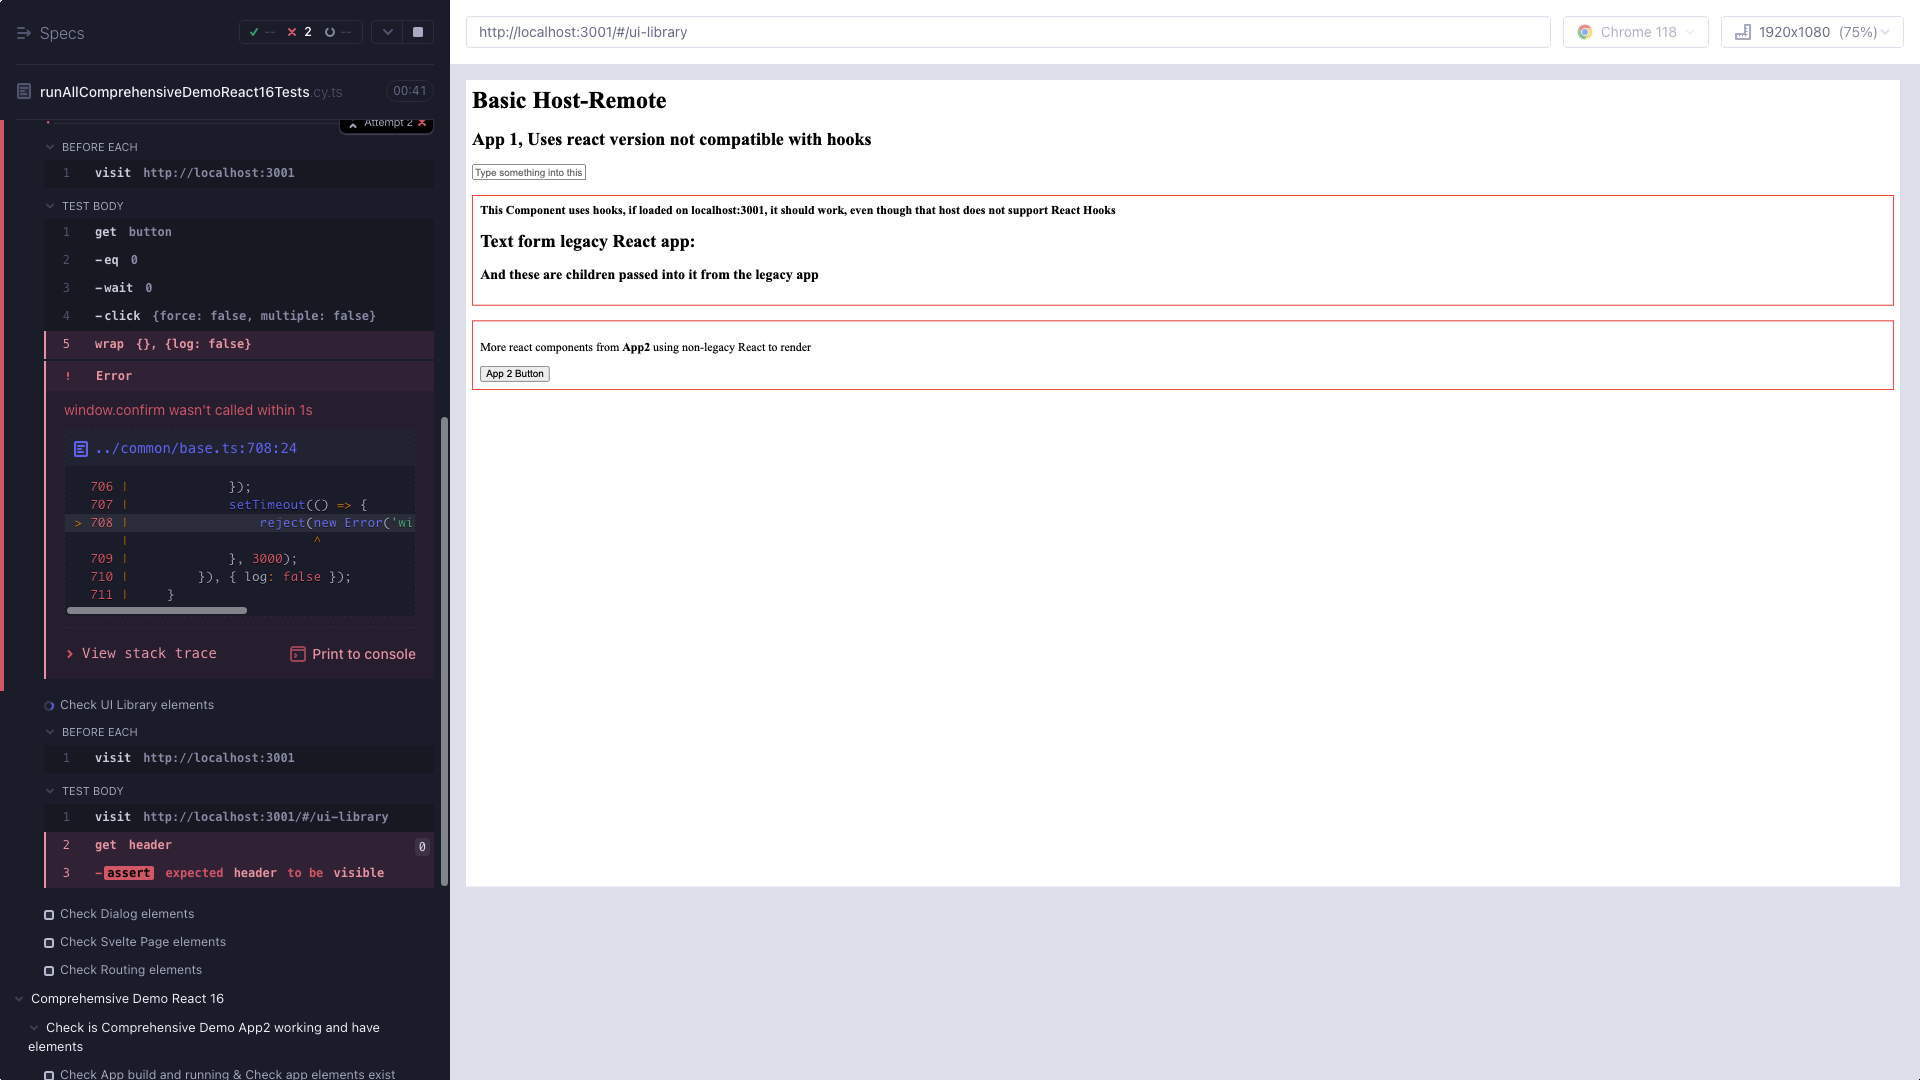 Specs
-- 2 --
runAllComprehensiveDemoReact16Tests.cy.ts 00:41
Attempt 2
BEFORE EACH
1 visit http://localhost:3001
TEST BODY
1 get button
2 -eq 0
3 -wait 0
4 -click {force: false, multiple: false}
5 wrap {}, {log: false}
! Error
window.confirm wasn't called within 1s
../common/base.ts:708:24
706 | });
707 | setTimeout(() => {
> 708 | reject(new Error('wi
| ^
709 | }, 3000);
710 | }), { log: false });
711 | }
View stack trace
Print to console
Check UI Library elements
BEFORE EACH
1 visit http://localhost:3001
TEST BODY
1 visit http://localhost:3001/#/ui-library
2 get header 0
3 -assert expected header to be visible
Check Dialog elements
Check Svelte Page elements
Check Routing elements
Comprehemsive Demo React 16
Check is Comprehensive Demo App2 working and have
elements
Check App build and running & Check app elements exist
http://localhost:3001/#/ui-library
Chrome 118
1920x1080 (75%)
Basic Host-Remote
App 1, Uses react version not compatible with hooks
Type something into this
This Component uses hooks, if loaded on localhost:3001, it should work, even though that host does not support React Hooks
Text form legacy React app:
And these are children passed into it from the legacy app
More react components from App2 using non-legacy React to render
App 2 Button